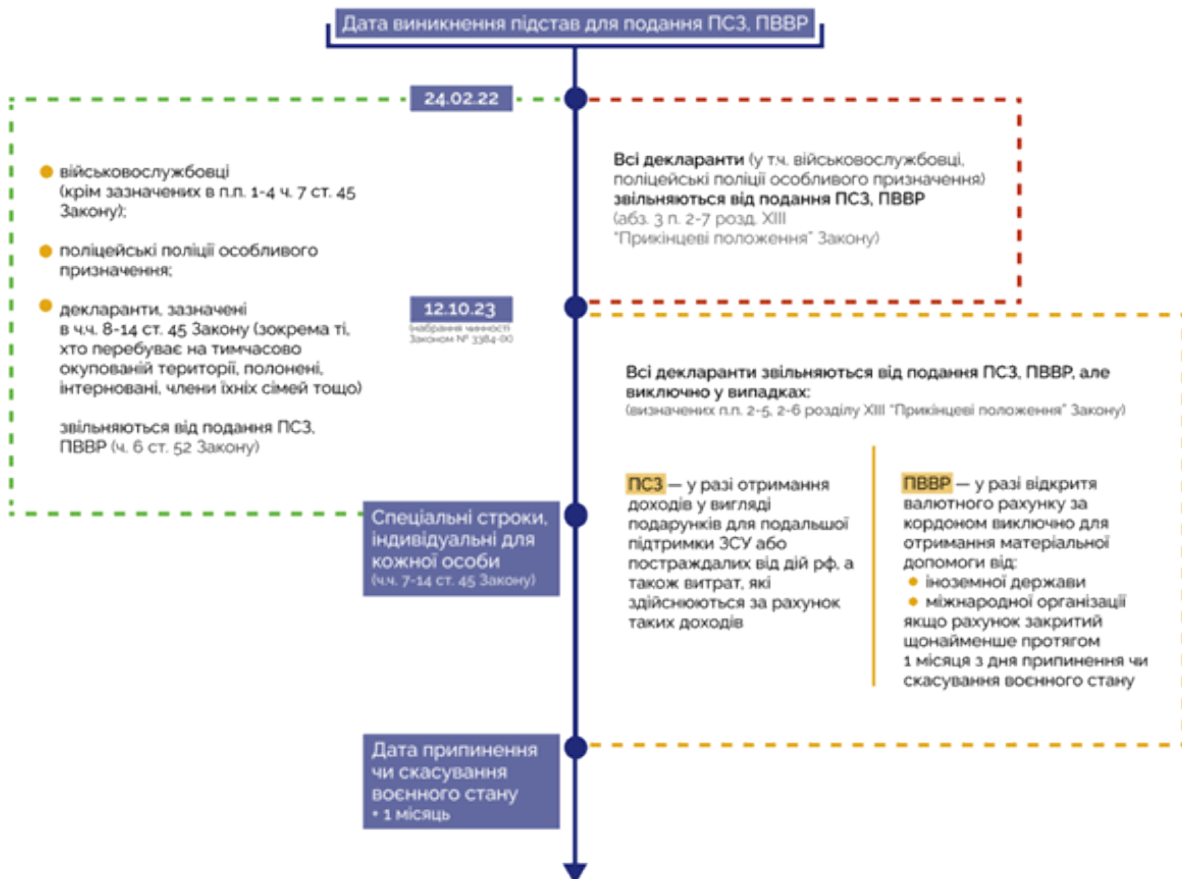 Дата виникнення підстав для подання ПСЗ, ПВВР
24.02.22
військовослужбовці
(крім зазначених в п.п. 1-4 ч. 7 ст. 45
Закону);
поліцейські поліції особливого
призначення;
декларанти, зазначені
в ч.ч. 8-14 ст. 45 Закону (зокрема ті,
хто перебуває на тимчасово
окупованій території, полонені,
інтерновані, члени їхніх сімей тощо)
звільняються від подання ПСЗ,
ПВВР (ч. 6 ст. 52 Закону)
Всі декларанти (у т.ч. військовослужбовці,
поліцейські поліції особливого призначення)
звільняються від подання ПСЗ, ПВВР
(абз. 3 п. 2-7 розд. XIII
"Прикінцеві положення" Закону)
12.10.23
(набрання чинності
Законом № 3384-IX)
Всі декларанти звільняються від подання ПСЗ, ПВВР, але
виключно у випадках:
(визначених п.п. 2-5, 2-6 розділу XIII "Прикінцеві положення" Закону)
ПСЗ — у разі отримання
доходів у вигляді
подарунків для подальшої
підтримки ЗСУ або
постраждалих від дій рф, а
також витрат, які
здійснюються за рахунок
таких доходів
ПВВР — у разі відкритя
валютного рахунку за
кордоном виключно для
отримання матеріальної
допомоги від:
іноземної держави
міжнародної організації
якщо рахунок закритий
щонайменше протягом
1 місяця з дня припинення чи
скасування воєнного стану
Спеціальні строки,
індивідуальні для
кожної особи
(ч.ч. 7-14 ст. 45 Закону)
Дата припинення
чи скасування
воєнного стану
+ 1 місяць